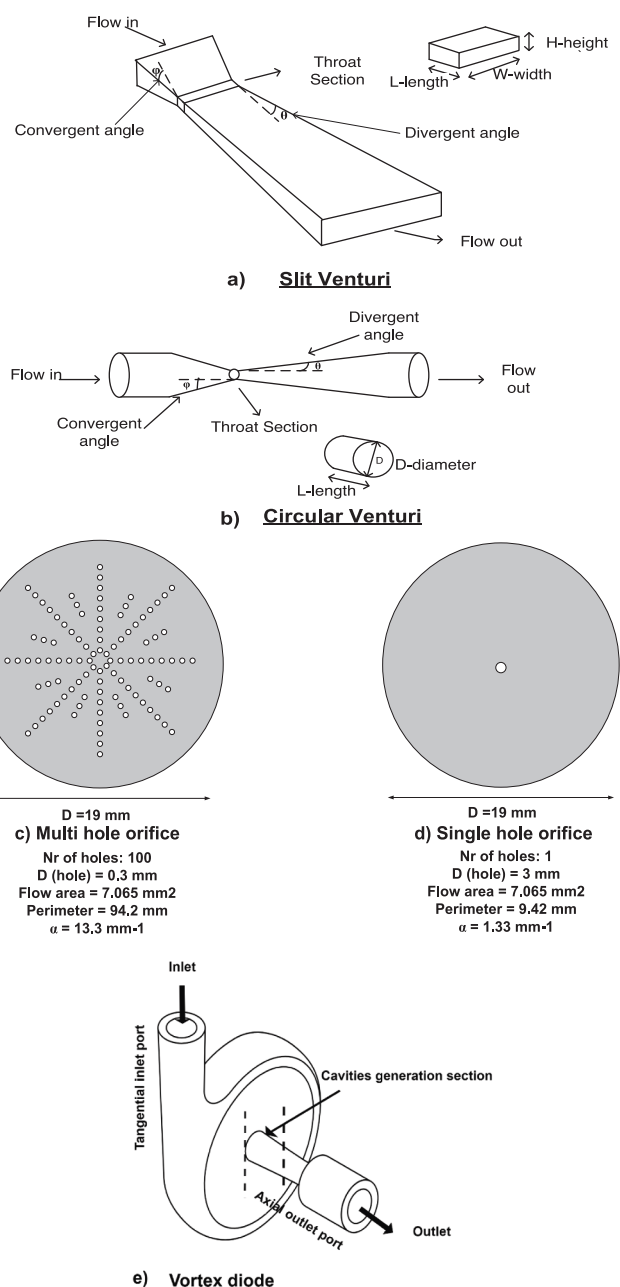 Flow in
Throat
Section
H-height
W-width
L-length
φ
θ
Convergent angle
Divergent angle
Flow out
a) Slit Venturi
Divergent
angle
Flow in
θ
φ
Flow
out
Convergent
angle
Throat Section
D
D-diameter
L-length
b) Circular Venturi
D =19 mm
c) Multi hole orifice
Nr of holes: 100
D (hole) = 0.3 mm
Flow area = 7.065 mm2
Perimeter = 94.2 mm
α = 13.3 mm-1
D =19 mm
d) Single hole orifice
Nr of holes: 1
D (hole) = 3 mm
Flow area = 7.065 mm2
Perimeter = 9.42 mm
α = 1.33 mm-1
Inlet
Tangential inlet port
Cavities generation section
Axial outlet port
Outlet
e) Vortex diode